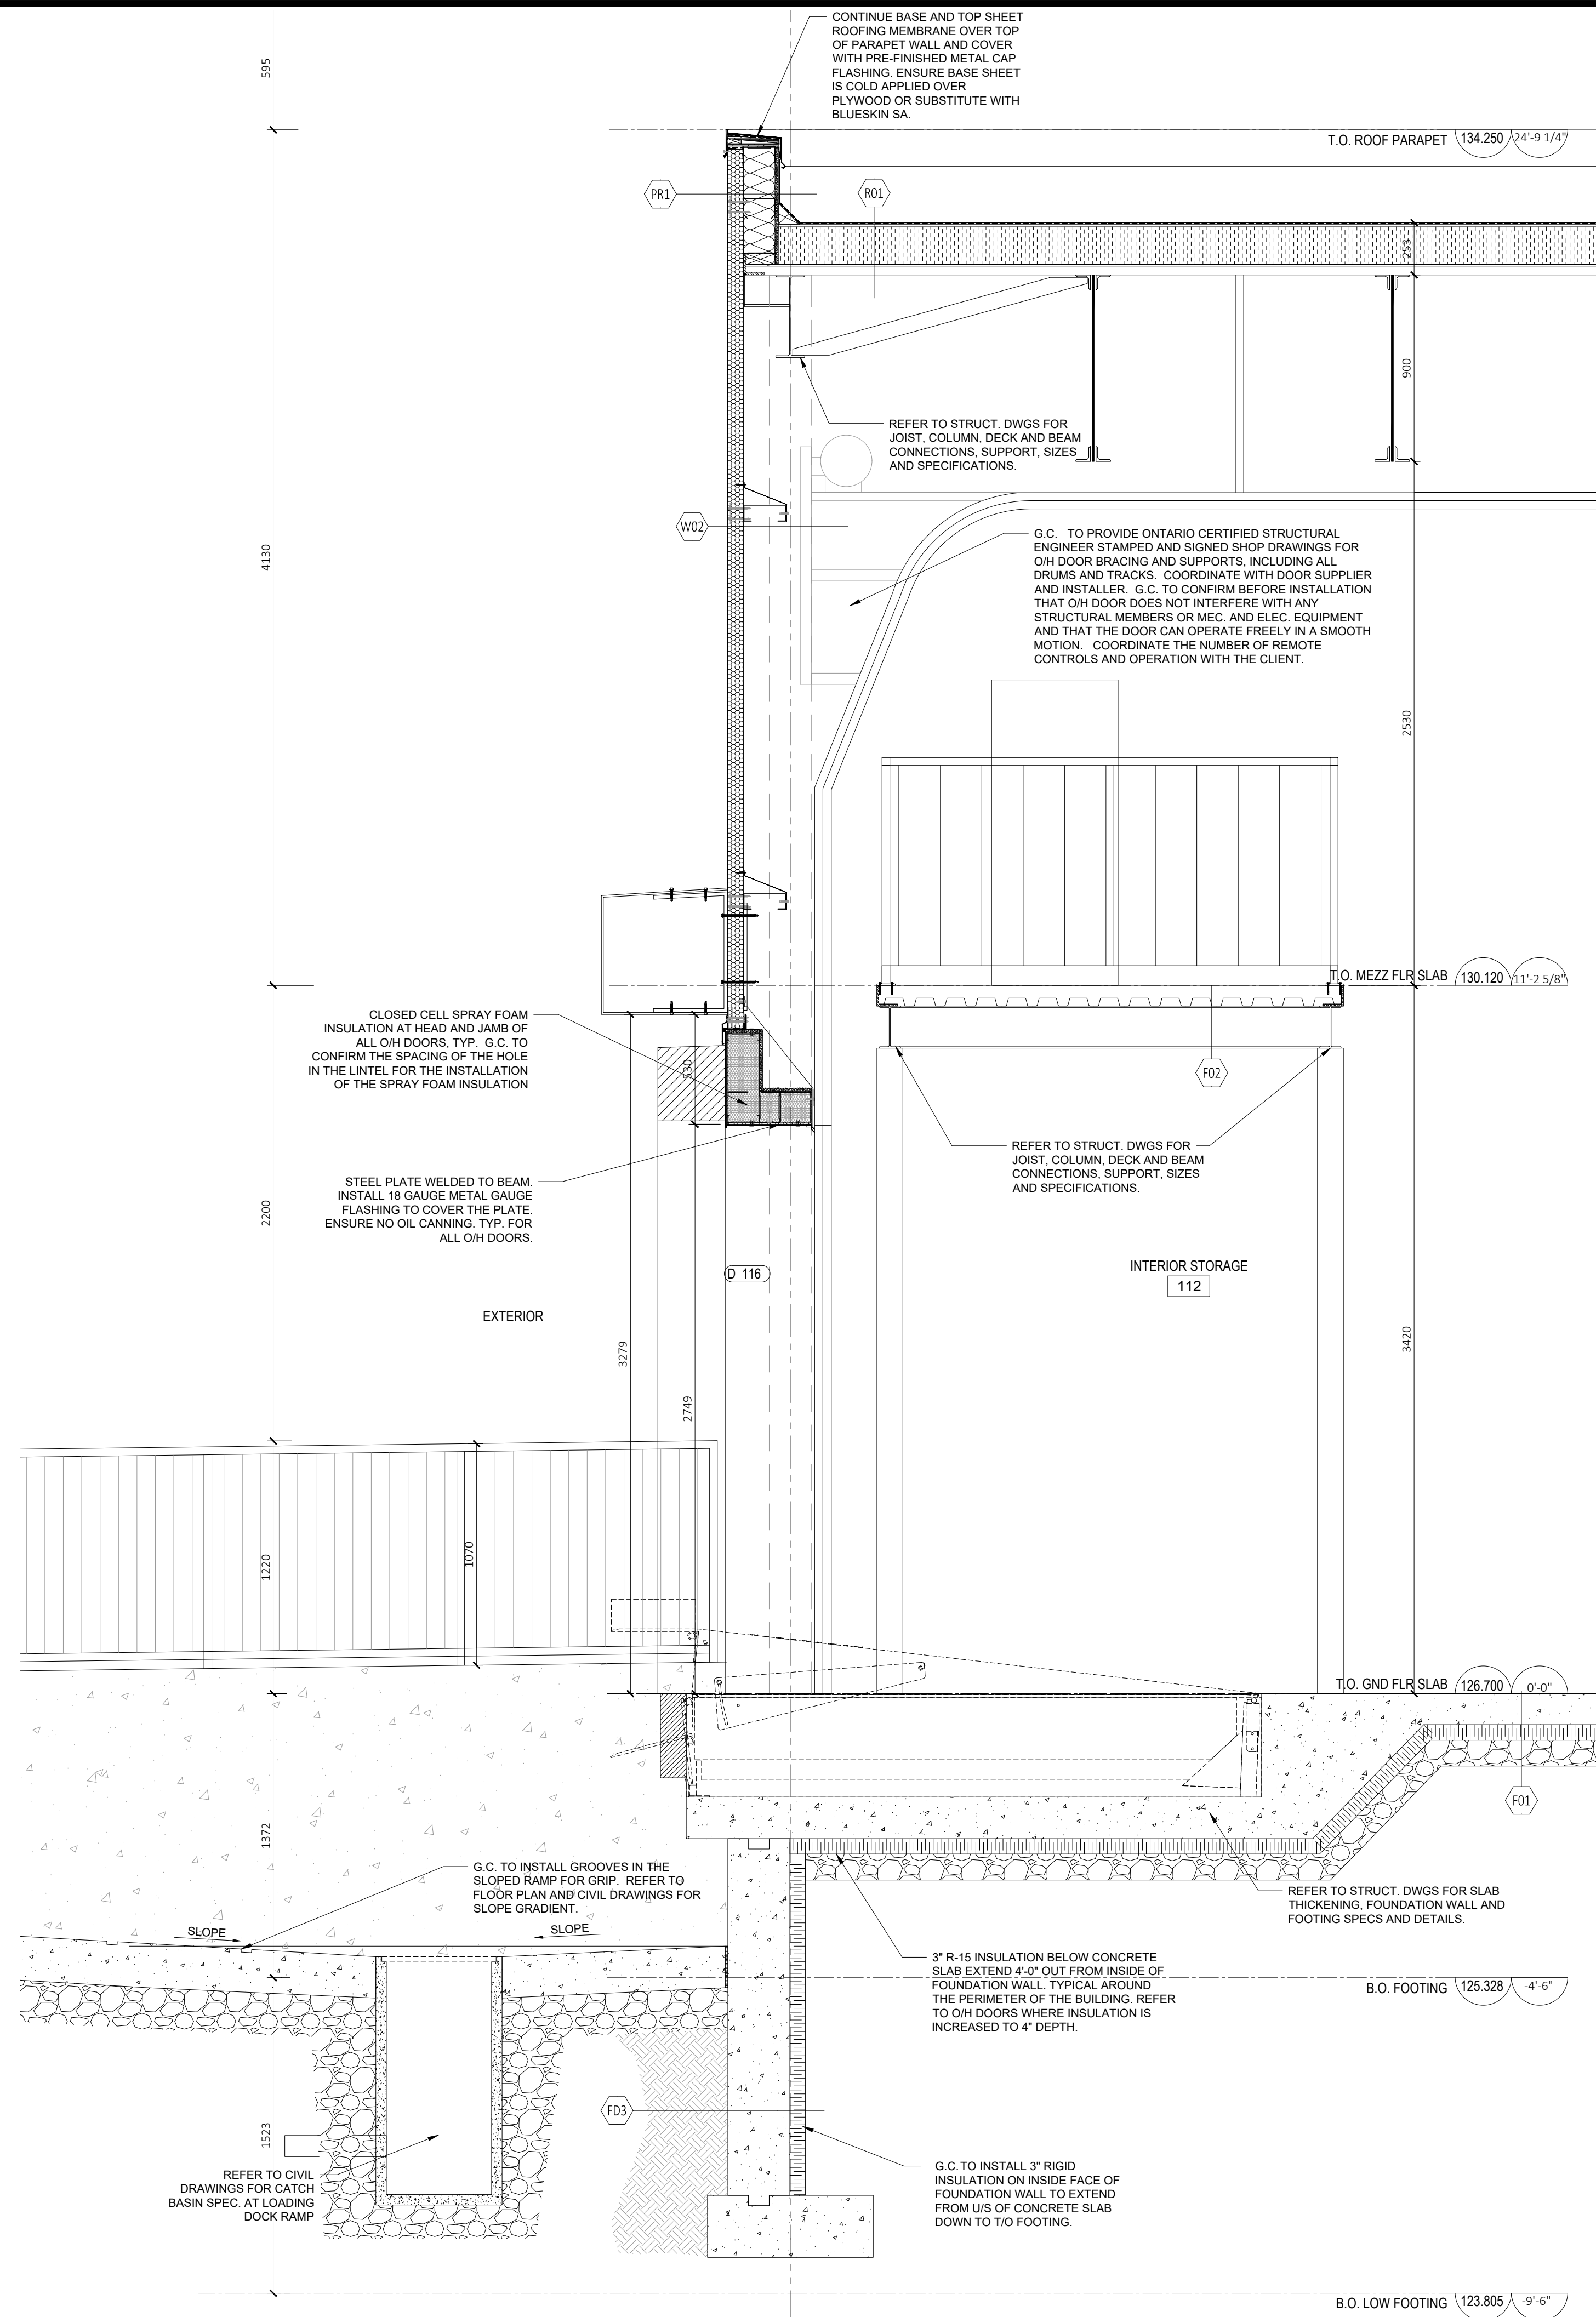 CONTINUE BASE AND TOP SHEET
ROOFING MEMBRANE OVER TOP
OF PARAPET WALL AND COVER
WITH PRE-FINISHED METAL CAP
FLASHING. ENSURE BASE SHEET
IS COLD APPLIED OVER
PLYWOOD OR SUBSTITUTE WITH
BLUESKIN SA.
595
T.O. ROOF PARAPET 134.250 24'-9 1/4"
PR1
R01
253
900
REFER TO STRUCT. DWGS FOR
JOIST, COLUMN, DECK AND BEAM
CONNECTIONS, SUPPORT, SIZES
AND SPECIFICATIONS.
W02
4130
G.C. TO PROVIDE ONTARIO CERTIFIED STRUCTURAL
ENGINEER STAMPED AND SIGNED SHOP DRAWINGS FOR
O/H DOOR BRACING AND SUPPORTS, INCLUDING ALL
DRUMS AND TRACKS. COORDINATE WITH DOOR SUPPLIER
AND INSTALLER. G.C. TO CONFIRM BEFORE INSTALLATION
THAT O/H DOOR DOES NOT INTERFERE WITH ANY
STRUCTURAL MEMBERS OR MEC. AND ELEC. EQUIPMENT
AND THAT THE DOOR CAN OPERATE FREELY IN A SMOOTH
MOTION. COORDINATE THE NUMBER OF REMOTE
CONTROLS AND OPERATION WITH THE CLIENT.
2530
T.O. MEZZ FLR SLAB 130.120 11'-2 5/8"
CLOSED CELL SPRAY FOAM
INSULATION AT HEAD AND JAMB OF
ALL O/H DOORS, TYP. G.C. TO
CONFIRM THE SPACING OF THE HOLE
IN THE LINTEL FOR THE INSTALLATION
OF THE SPRAY FOAM INSULATION
530
F02
REFER TO STRUCT. DWGS FOR
JOIST, COLUMN, DECK AND BEAM
CONNECTIONS, SUPPORT, SIZES
AND SPECIFICATIONS.
STEEL PLATE WELDED TO BEAM.
INSTALL 18 GAUGE METAL GAUGE
FLASHING TO COVER THE PLATE.
ENSURE NO OIL CANNING. TYP. FOR
ALL O/H DOORS.
2200
D 116
INTERIOR STORAGE
112
EXTERIOR
3279
3420
2749
1220
1070
T.O. GND FLR SLAB 126.700 0'-0"
F01
1372
G.C. TO INSTALL GROOVES IN THE
SLOPED RAMP FOR GRIP. REFER TO
FLOOR PLAN AND CIVIL DRAWINGS FOR
SLOPE GRADIENT.
REFER TO STRUCT. DWGS FOR SLAB
THICKENING, FOUNDATION WALL AND
FOOTING SPECS AND DETAILS.
SLOPE
SLOPE
3" R-15 INSULATION BELOW CONCRETE
SLAB EXTEND 4'-0" OUT FROM INSIDE OF
FOUNDATION WALL. TYPICAL AROUND
THE PERIMETER OF THE BUILDING. REFER
TO O/H DOORS WHERE INSULATION IS
INCREASED TO 4" DEPTH.
B.O. FOOTING 125.328 -4'-6"
FD3
1523
REFER TO CIVIL
DRAWINGS FOR CATCH
BASIN SPEC. AT LOADING
DOCK RAMP
G.C. TO INSTALL 3" RIGID
INSULATION ON INSIDE FACE OF
FOUNDATION WALL TO EXTEND
FROM U/S OF CONCRETE SLAB
DOWN TO T/O FOOTING.
B.O. LOW FOOTING 123.805 -9'-6"